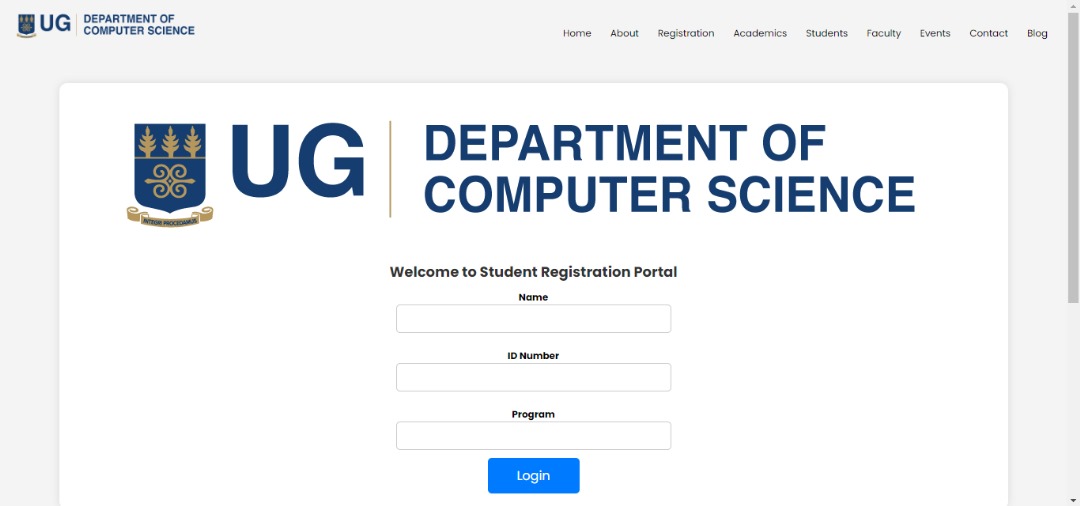 UG
DEPARTMENT OF
COMPUTER SCIENCE
Home About Registration Academics Students Faculty Events Contact Blog
UG
DEPARTMENT OF
COMPUTER SCIENCE
INTEGRI PROCEDAMUS
Welcome to Student Registration Portal
Name
ID Number
Program
Login